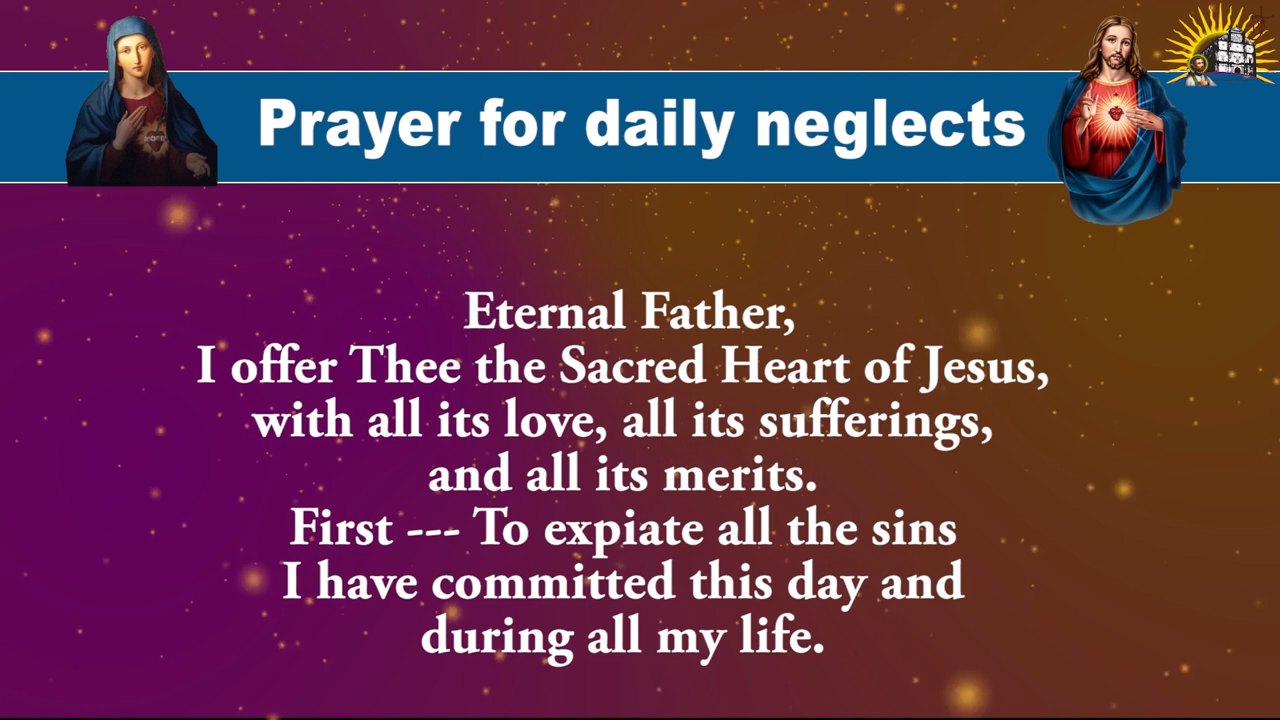 Prayer for daily neglects
Eternal Father,
I offer Thee the Sacred Heart of Jesus,
with all its love, all its sufferings,
and all its merits.
First --- To expiate all the sins
I have committed this day and
during all my life.